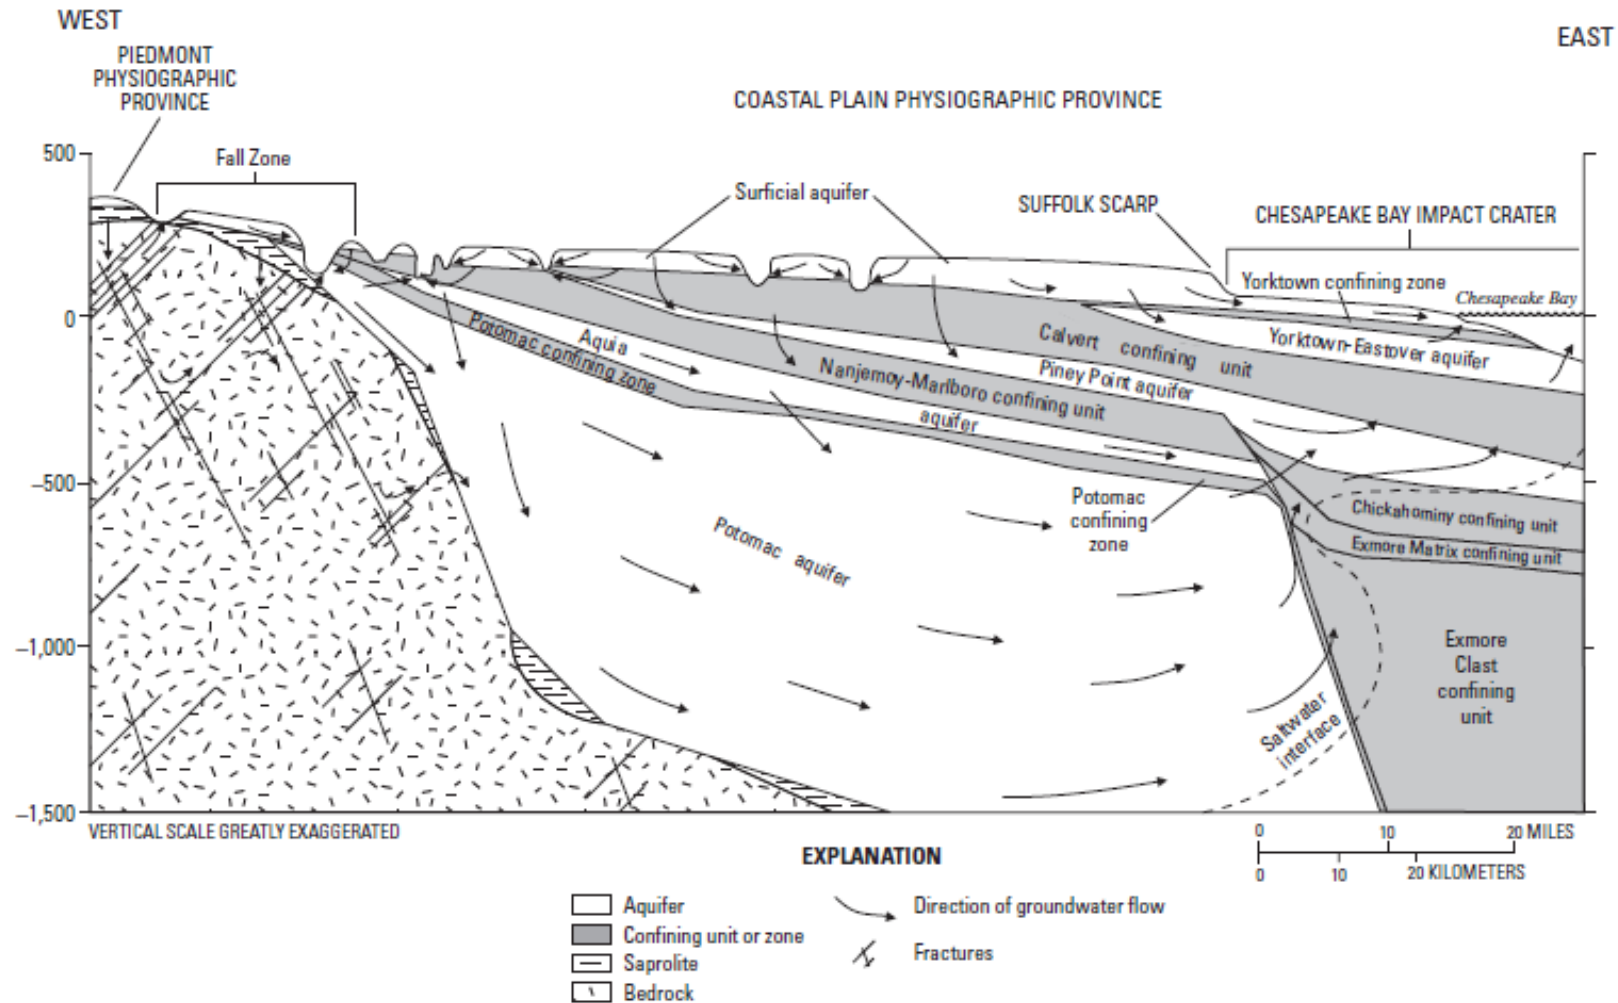 WEST
EAST
PIEDMONT
PHYSIOGRAPHIC
PROVINCE
COASTAL PLAIN PHYSIOGRAPHIC PROVINCE
500
Fall Zone
Surficial aquifer
SUFFOLK SCARP
CHESAPEAKE BAY IMPACT CRATER
Yorktown confining zone
Chesapeake Bay
0
Potomac confining zone
Aquia
aquifer
Calvert confining unit
Yorktown-Eastover aquifer
Piney Point aquifer
Nanjemoy-Marlboro confining unit
−500
Potomac
confining
zone
Chickahominy confining unit
Exmore Matrix confining unit
Potomac aquifer
−1,000
Exmore
Clast
confining
unit
Saltwater
interface
−1,500
VERTICAL SCALE GREATLY EXAGGERATED
0 10 20 MILES
0 10 20 KILOMETERS
EXPLANATION
Aquifer
Confining unit or zone
Saprolite
Bedrock
Direction of groundwater flow
Fractures